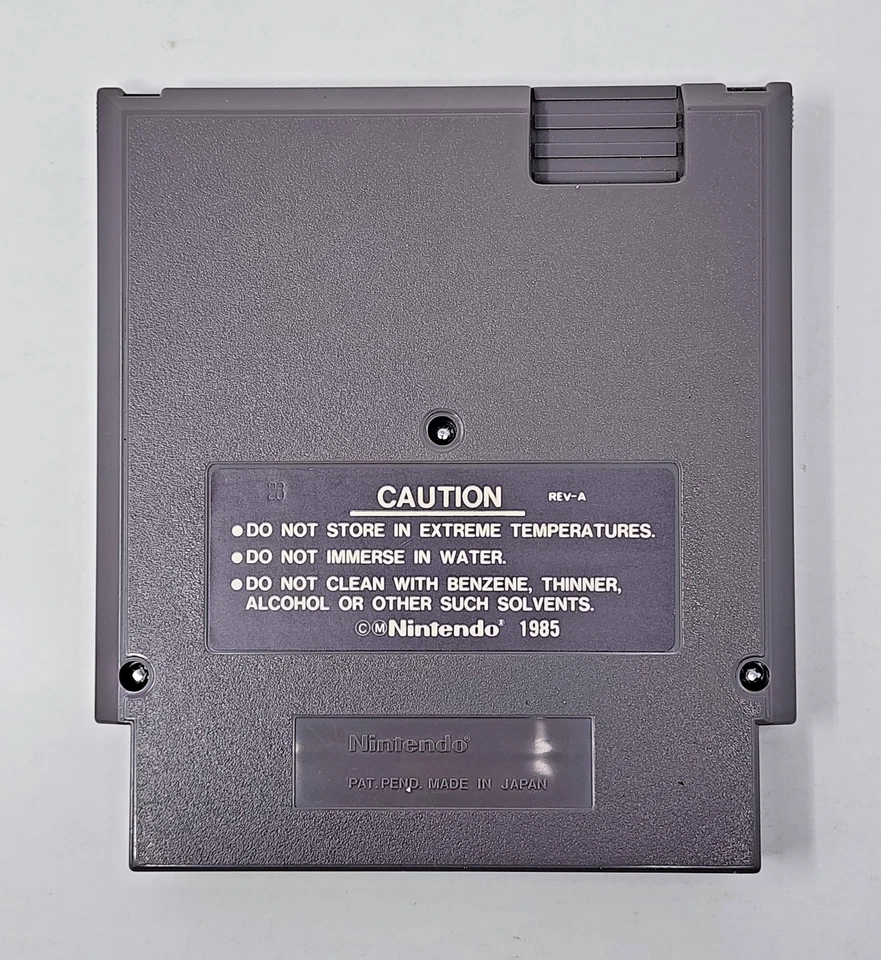 23
CAUTION REV-A
●DO NOT STORE IN EXTREME TEMPERATURES.
●DO NOT IMMERSE IN WATER.
●DO NOT CLEAN WITH BENZENE, THINNER,
ALCOHOL OR OTHER SUCH SOLVENTS.
©ⓂNintendo® 1985
Nintendo®
PAT. PEND. MADE IN JAPAN